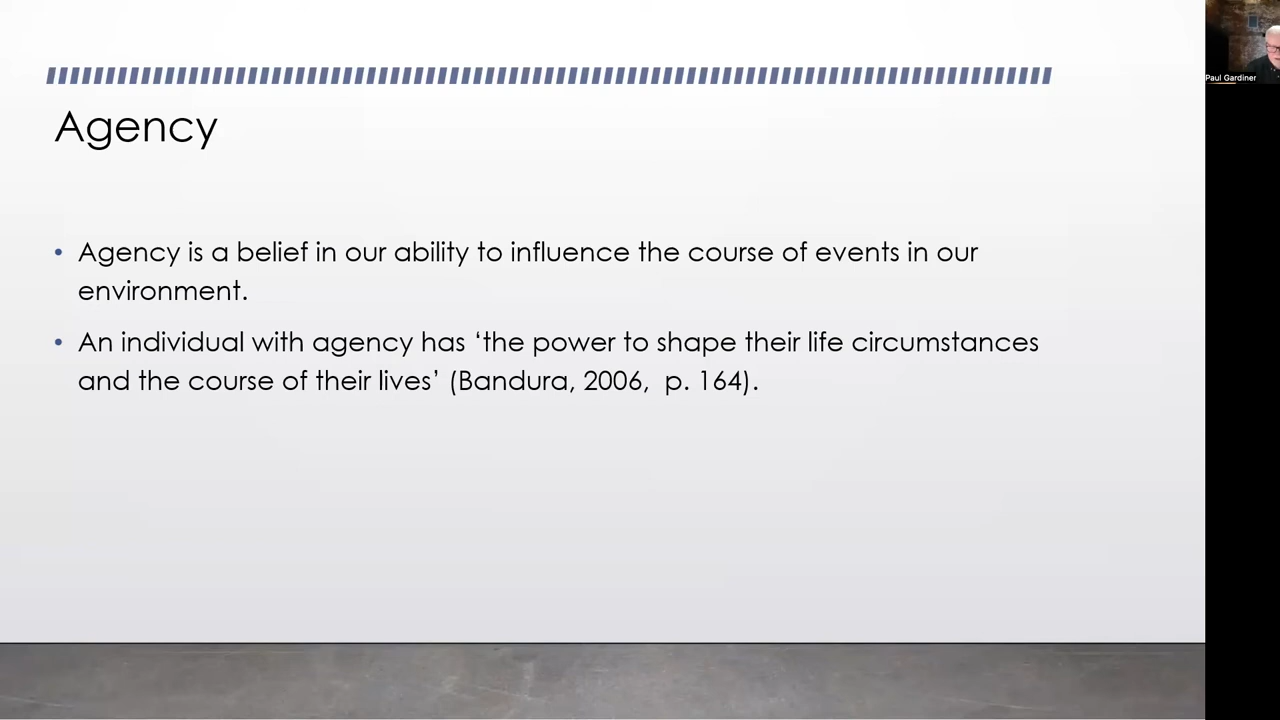 Agency
• Agency is a belief in our ability to influence the course of events in our
environment.
• An individual with agency has ‘the power to shape their life circumstances
and the course of their lives’ (Bandura, 2006,  p. 164).
Paul Gardiner